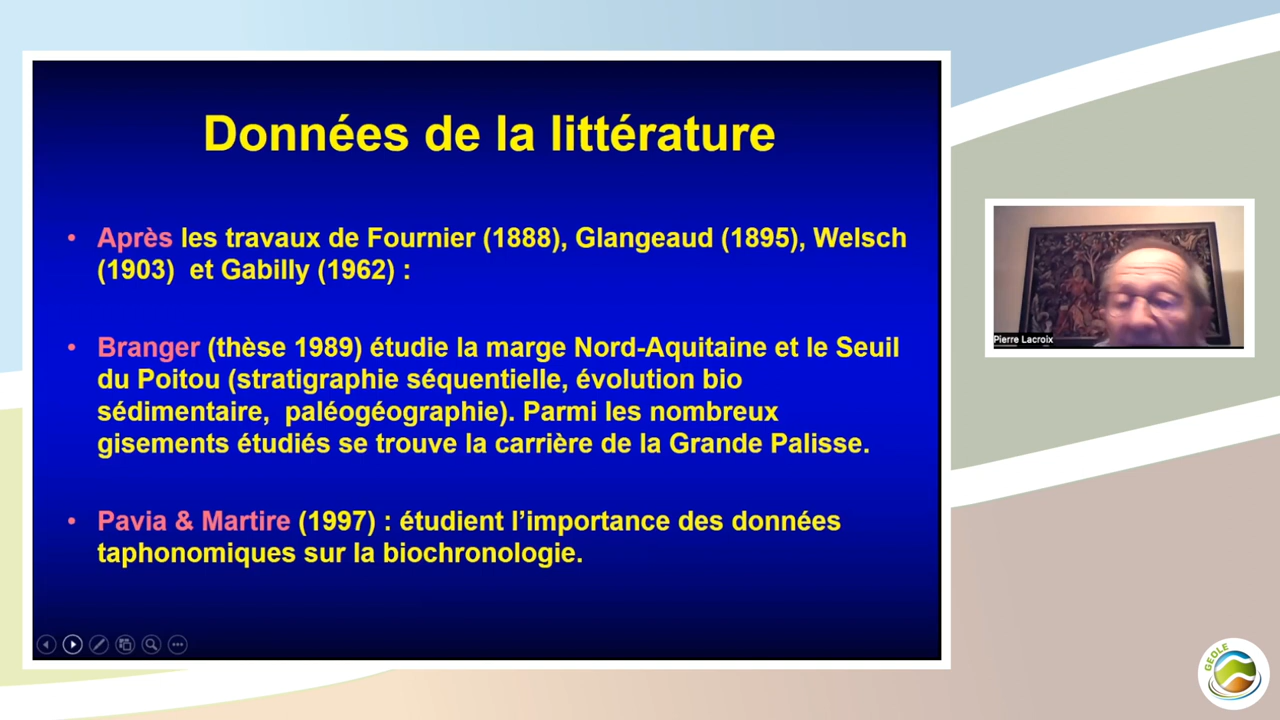 Données de la littérature
• Après les travaux de Fournier (1888), Glangeaud (1895), Welsch
(1903) et Gabilly (1962) :
• Branger (thèse 1989) étudie la marge Nord-Aquitaine et le Seuil
du Poitou (stratigraphie séquentielle, évolution bio
sédimentaire, paléogéographie). Parmi les nombreux
gisements étudiés se trouve la carrière de la Grande Palisse.
• Pavia & Martire (1997) : étudient l’importance des données
taphonomiques sur la biochronologie.
Pierre Lacroix
GEOLE